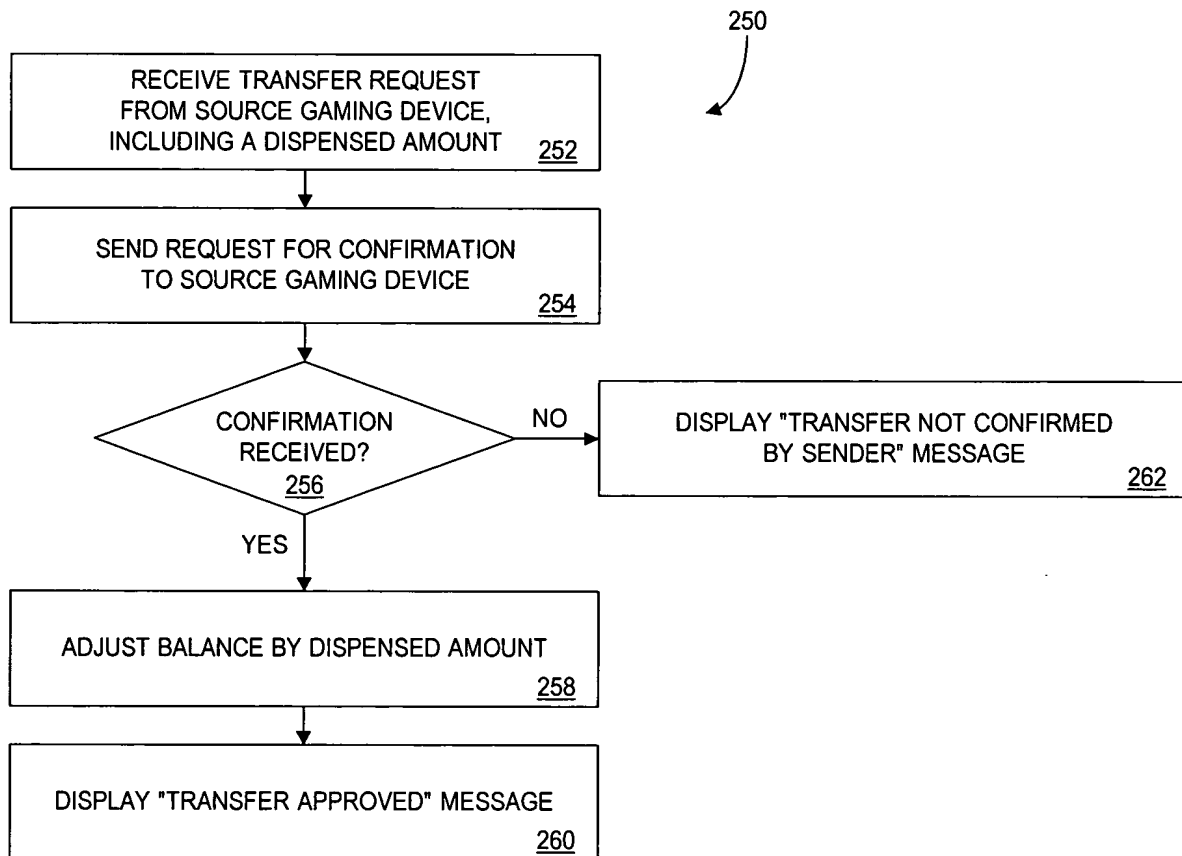 250
RECEIVE TRANSFER REQUEST
FROM SOURCE GAMING DEVICE,
INCLUDING A DISPENSED AMOUNT
252
SEND REQUEST FOR CONFIRMATION
TO SOURCE GAMING DEVICE
254
CONFIRMATION
RECEIVED?
256
NO
DISPLAY "TRANSFER NOT CONFIRMED
BY SENDER" MESSAGE
262
YES
ADJUST BALANCE BY DISPENSED AMOUNT
258
DISPLAY "TRANSFER APPROVED" MESSAGE
260